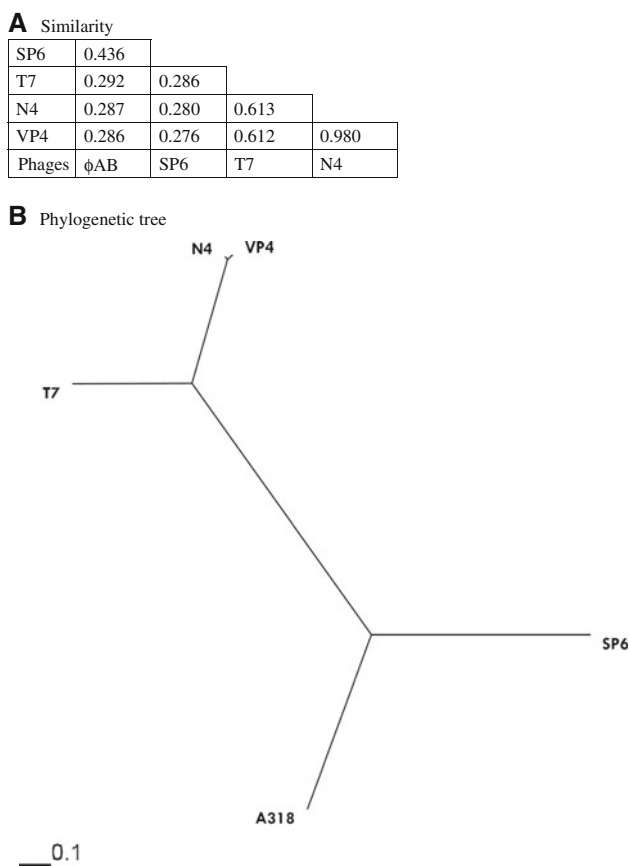 A Similarity
SP6 0.436
T7 0.292 0.286
N4 0.287 0.280 0.613
VP4 0.286 0.276 0.612 0.980
Phages ϕAB SP6 T7 N4
B Phylogenetic tree
N4 VP4
T7
SP6
A318
0.1